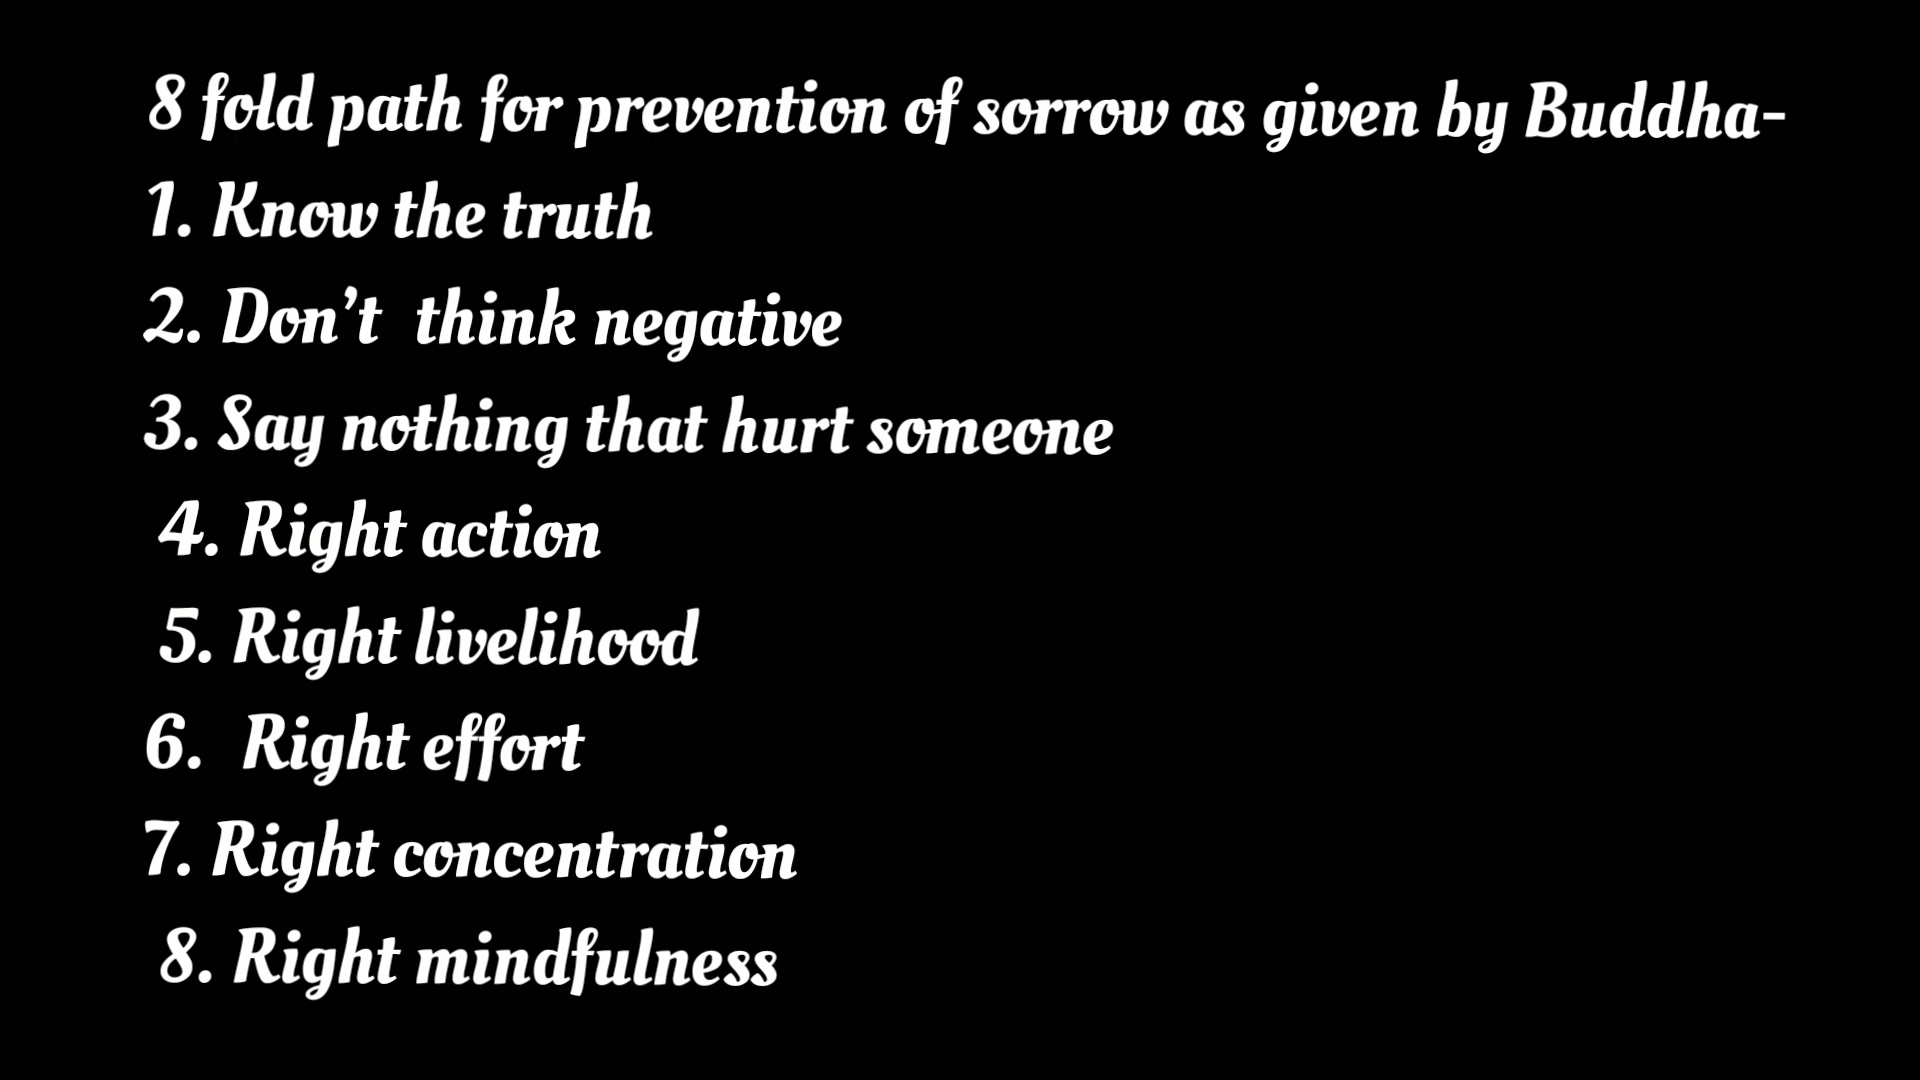 8 fold path for prevention of sorrow as given by Buddha-
1. Know the truth
2. Don't think negative
3. Say nothing that hurt someone
4. Right action
5. Right livelihood
6. Right effort
7. Right concentration
8. Right mindfulness